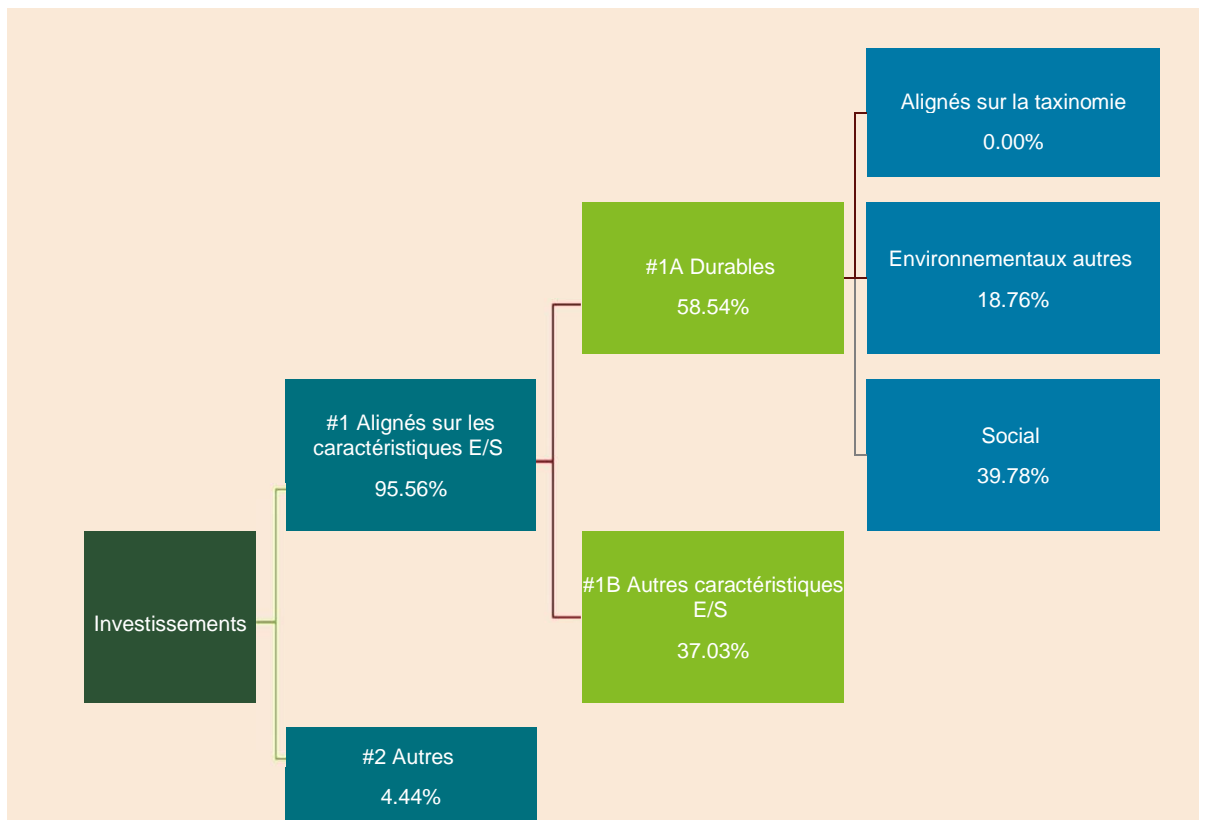 Alignés sur la taxinomie
0.00%
#1A Durables
58.54%
Environnementaux autres
18.76%
#1 Alignés sur les
caractéristiques E/S
95.56%
Social
39.78%
Investissements
#1B Autres caractéristiques
E/S
37.03%
#2 Autres
4.44%